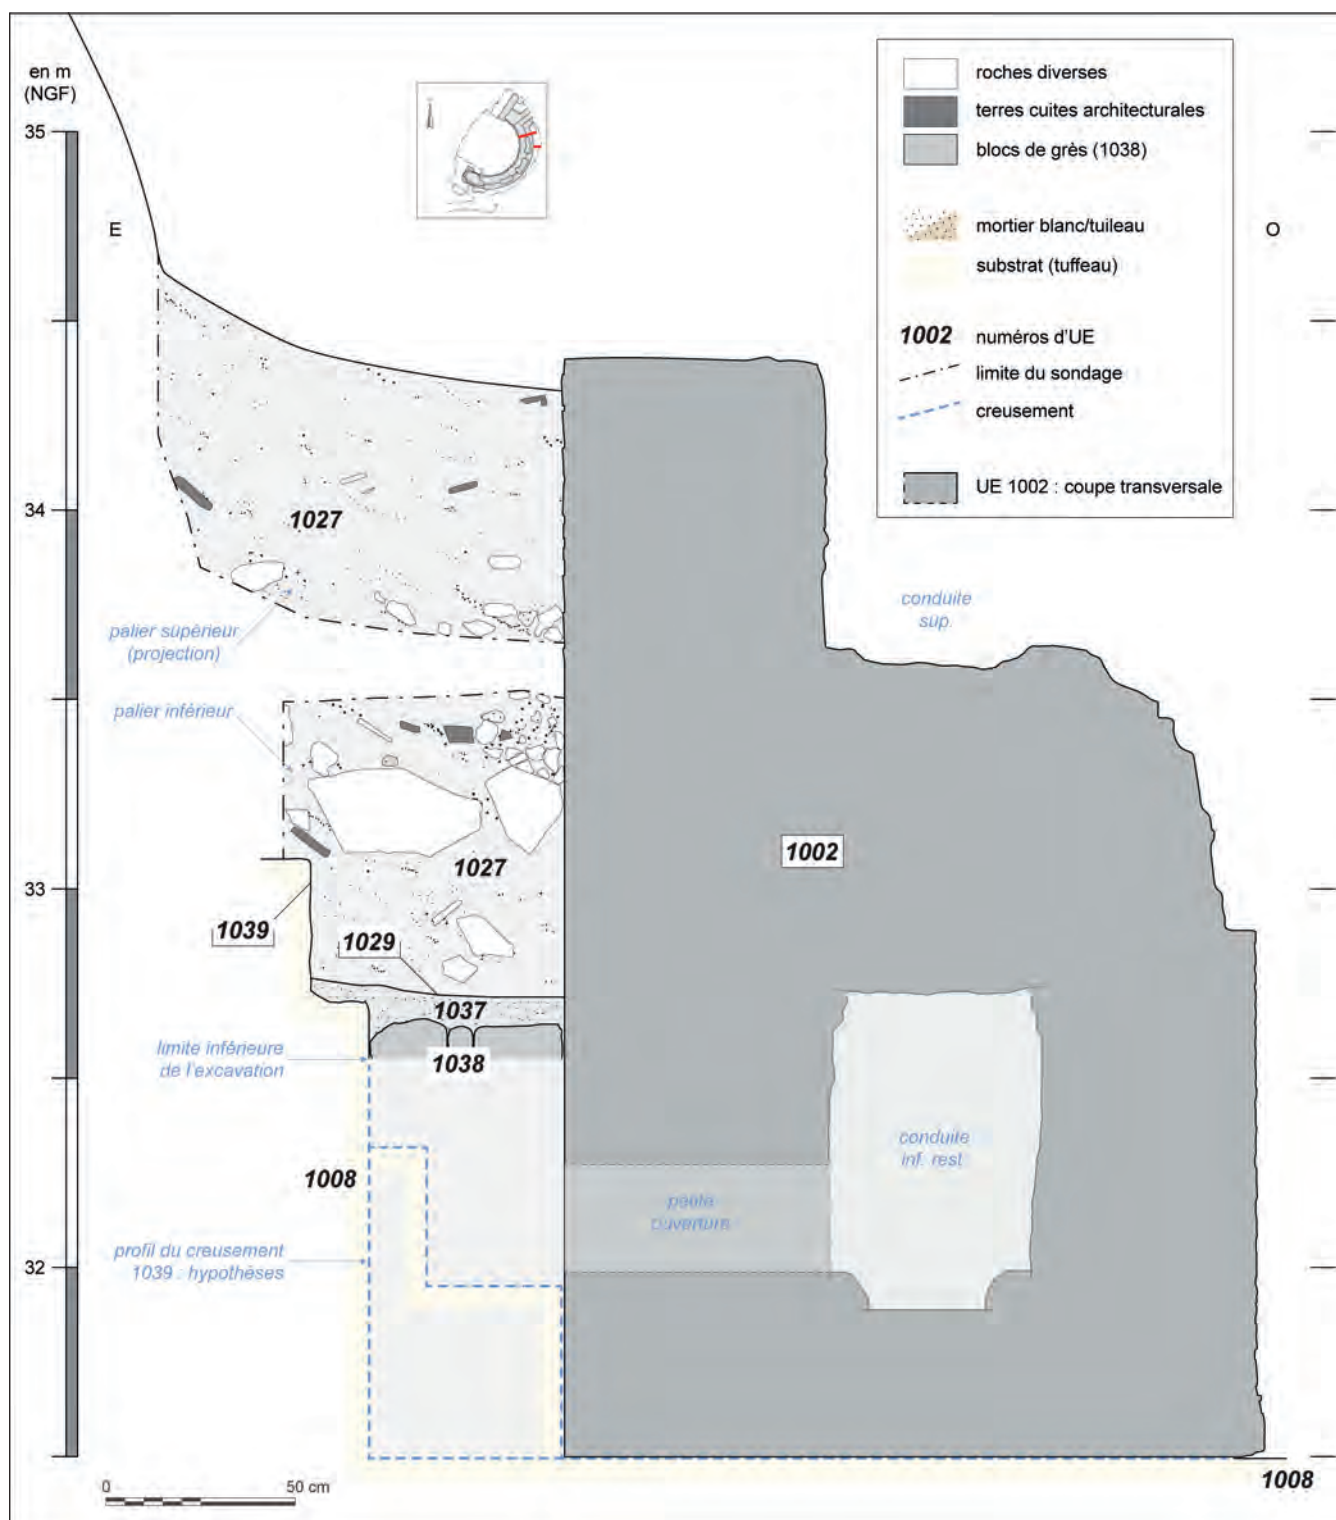 en m
(NGF)
35
34
33
32
E
O
roches diverses
terres cuites architecturales
blocs de grès (1038)
mortier blanc/tuileau
substrat (tuffeau)
1002 numéros d'UE
limite du sondage
creusement
UE 1002 : coupe transversale
1027
palier supérieur
(projection)
conduite
sup.
palier inférieur
1027
1002
1039
1029
1037
1038
limite inférieure
de l'excavation
conduite
inf. rest.
1008
petite
ouverture
profil du creusement
1039 : hypothèses
1008
0 50 cm